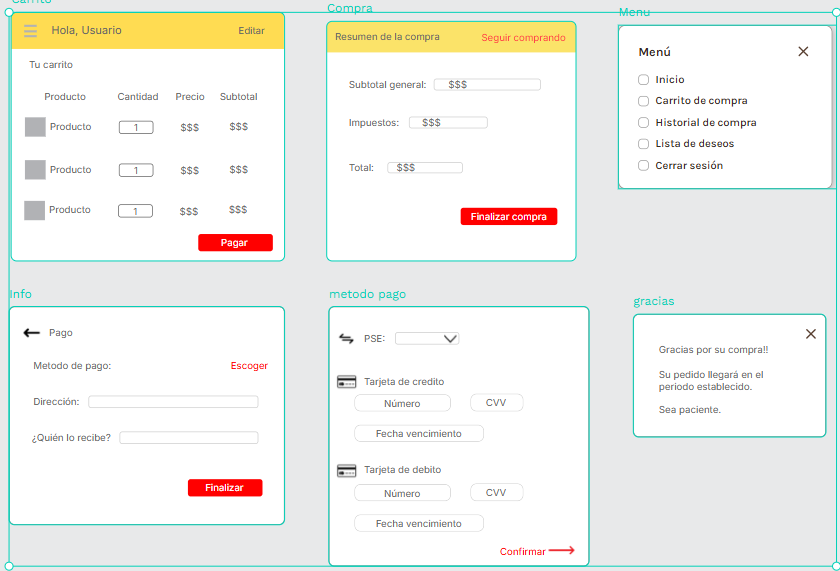 Carrito
Hola, Usuario
Editar
Tu carrito
Producto Cantidad Precio Subtotal
Producto 1 $$$ $$$
Producto 1 $$$ $$$
Producto 1 $$$ $$$
Pagar
Compra
Resumen de la compra
Seguir comprando
Subtotal general: $$$
Impuestos: $$$
Total: $$$
Finalizar compra
Menu
Menú
Inicio
Carrito de compra
Historial de compra
Lista de deseos
Cerrar sesión
Info
Pago
Metodo de pago: Escoger
Dirección:
¿Quién lo recibe?
Finalizar
metodo pago
PSE:
Tarjeta de credito
Número CVV
Fecha vencimiento
Tarjeta de debito
Número CVV
Fecha vencimiento
Confirmar
gracias
Gracias por su compra!!
Su pedido llegará en el
periodo establecido.
Sea paciente.